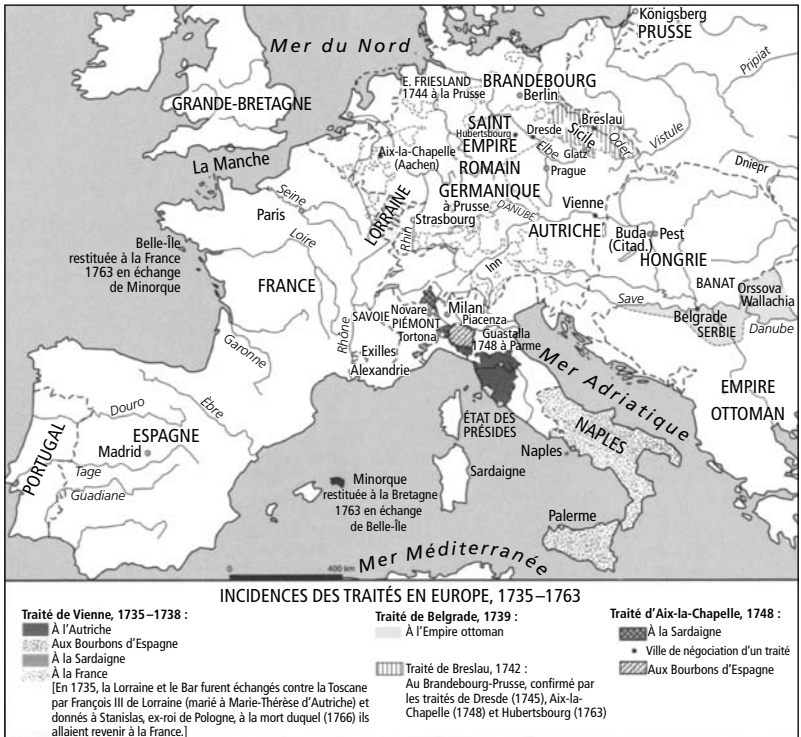 Königsberg
PRUSSE
Mer du Nord
Pripiat
E. FRIESLAND
1744 à la Prusse
BRANDEBOURG
Berlin
GRANDE-BRETAGNE
SAINT
Hubertsbourg
EMPIRE
ROMAIN
GERMANIQUE
à Prusse
Dresde
Breslau
Sicile
Oder
Vistule
Elbe
Glatz
Prague
Aix-la-Chapelle
(Aachen)
La Manche
Dniepr
Seine
Paris
LORRAINE
Rhin
Strasbourg
DANUBE
Vienne
AUTRICHE
Buda
(Citad.)
Pest
HONGRIE
Loire
Belle-Île
restituée à la France
1763 en échange
de Minorque
FRANCE
Inn
BANAT
Orssova
Wallachia
SAVOIE
Novare
PIÉMONT
Tortona
Milan
Piacenza
Guastalla
1748 à Parme
Save
Belgrade
SERBIE
Danube
Rhône
Exilles
Alexandrie
Garonne
Mer Adriatique
EMPIRE
OTTOMAN
Èbre
Douro
ESPAGNE
Madrid
PORTUGAL
Tage
Guadiane
ÉTAT DES
PRÉSIDES
NAPLES
Naples
Sardaigne
Minorque
restituée à la Bretagne
1763 en échange
de Belle-Île
Palerme
Mer Méditerranée
0 400 km
INCIDENCES DES TRAITÉS EN EUROPE, 1735–1763
Traité de Vienne, 1735–1738 :
À l'Autriche
Aux Bourbons d'Espagne
À la Sardaigne
À la France
[En 1735, la Lorraine et le Bar furent échangés contre la Toscane
par François III de Lorraine (marié à Marie-Thérèse d'Autriche) et
donnés à Stanislas, ex-roi de Pologne, à la mort duquel (1766) ils
allaient revenir à la France.]
Traité de Belgrade, 1739 :
À l'Empire ottoman
Traité de Breslau, 1742 :
Au Brandebourg-Prusse, confirmé par
les traités de Dresde (1745), Aix-la-
Chapelle (1748) et Hubertsbourg (1763)
Traité d'Aix-la-Chapelle, 1748 :
À la Sardaigne
Ville de négociation d'un traité
Aux Bourbons d'Espagne